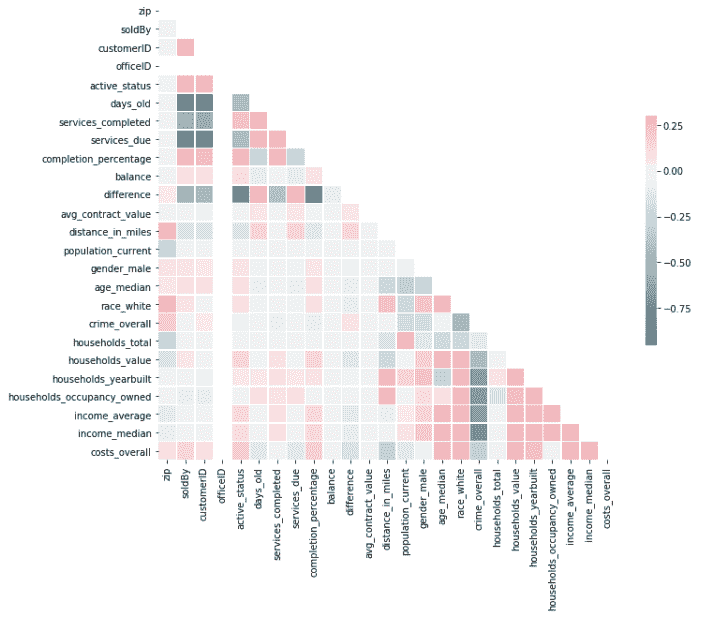 zip
soldBy
customerID
officeID
active_status
days_old
services_completed
services_due
completion_percentage
balance
difference
avg_contract_value
distance_in_miles
population_current
gender_male
age_median
race_white
crime_overall
households_total
households_value
households_yearbuilt
households_occupancy_owned
income_average
income_median
costs_overall
zip
soldBy
customerID
officeID
active_status
days_old
services_completed
services_due
completion_percentage
balance
difference
avg_contract_value
distance_in_miles
population_current
gender_male
age_median
race_white
crime_overall
households_total
households_value
households_yearbuilt
households_occupancy_owned
income_average
income_median
costs_overall
0.25
0.00
−0.25
−0.50
−0.75